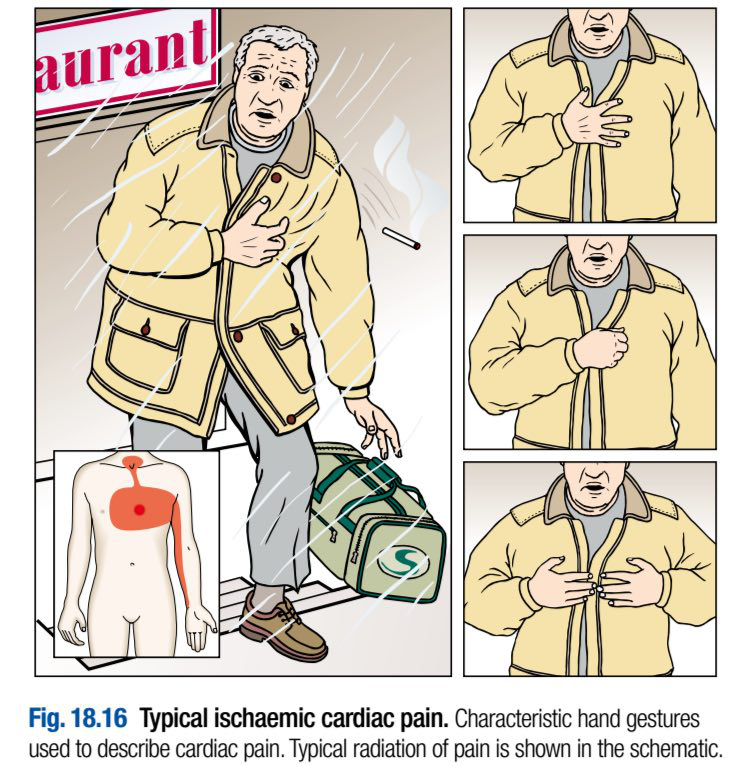 aurant
Fig. 18.16 Typical ischaemic cardiac pain. Characteristic hand gestures
used to describe cardiac pain. Typical radiation of pain is shown in the schematic.